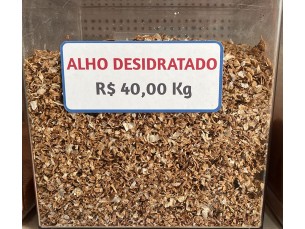 ALHO DESIDRATADO
R$ 40,00 Kg